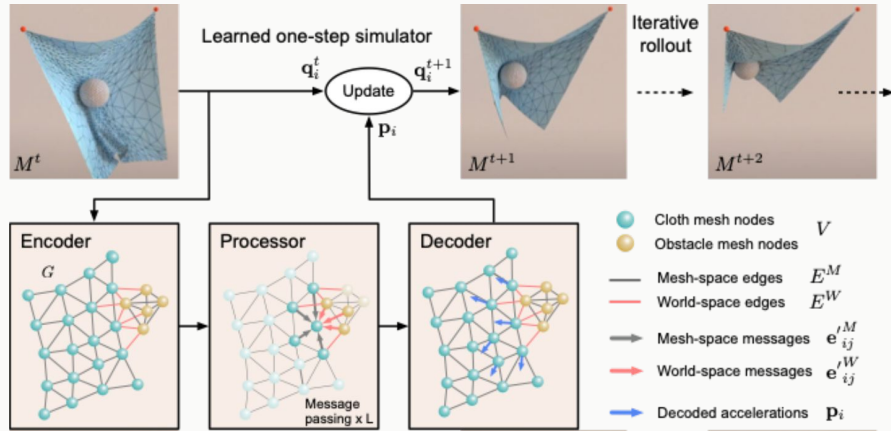 Learned one-step simulator
Iterative
rollout
q_i^t
Update
q_i^{t+1}
p_i
M^t
M^{t+1}
M^{t+2}
Encoder
G
Processor
Message
passing x L
Decoder
Cloth mesh nodes
Obstacle mesh nodes
V
Mesh-space edges E^M
World-space edges E^W
Mesh-space messages e'^M_{ij}
World-space messages e'^W_{ij}
Decoded accelerations p_i